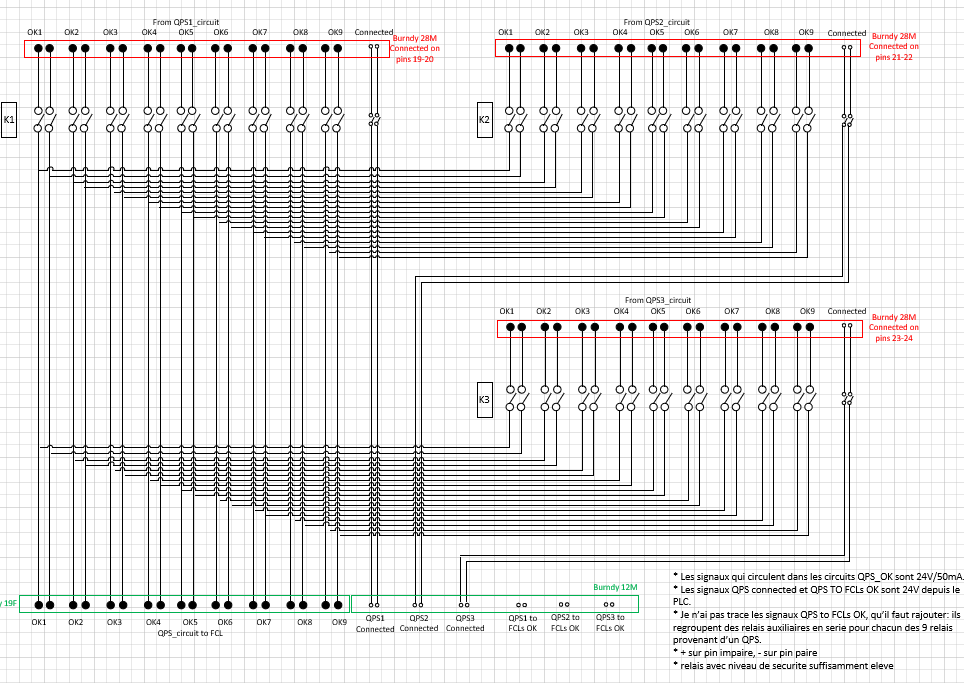 From QPS1_circuit
OK1 OK2 OK3 OK4 OK5 OK6 OK7 OK8 OK9 Connected
Burndy 28M
Connected on
pins 19-20
K1
From QPS2_circuit
OK1 OK2 OK3 OK4 OK5 OK6 OK7 OK8 OK9 Connected
Burndy 28M
Connected on
pins 21-22
K2
From QPS3_circuit
OK1 OK2 OK3 OK4 OK5 OK6 OK7 OK8 OK9 Connected
Burndy 28M
Connected on
pins 23-24
K3
y 19F
Burndy 12M
OK1 OK2 OK3 OK4 OK5 OK6 OK7 OK8 OK9
QPS_circuit to FCL
QPS1
Connected
QPS2
Connected
QPS3
Connected
QPS1 to
FCLs OK
QPS2 to
FCLs OK
QPS3 to
FCLs OK
* Les signaux qui circulent dans les circuits QPS_OK sont 24V/50mA.
* Les signaux QPS connected et QPS TO FCLs OK sont 24V depuis le
PLC.
* Je n'ai pas trace les signaux QPS to FCLs OK, qu'il faut rajouter: ils
regroupent des relais auxiliaires en serie pour chacun des 9 relais
provenant d'un QPS.
* + sur pin impaire, - sur pin paire
* relais avec niveau de securite suffisamment eleve